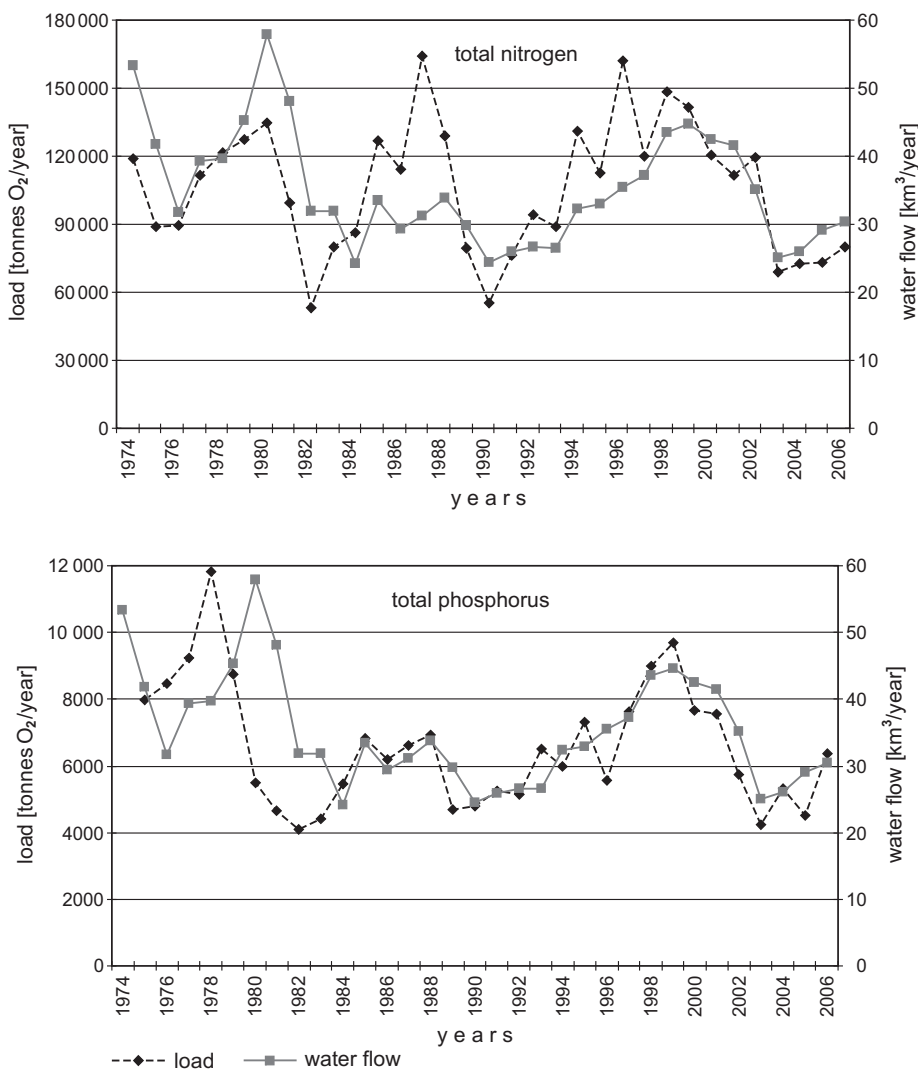 total nitrogen
load [tonnes O₂/year]
180 000
150 000
120 000
90 000
60 000
30 000
0
60
50
40
30
20
10
0
water flow [km³/year]
1974 1976 1978 1980 1982 1984 1986 1988 1990 1992 1994 1996 1998 2000 2002 2004 2006
years
total phosphorus
load [tonnes O₂/year]
12 000
10 000
8000
6000
4000
2000
0
60
50
40
30
20
10
0
water flow [km³/year]
1974 1976 1978 1980 1982 1984 1986 1988 1990 1992 1994 1996 1998 2000 2002 2004 2006
years
load water flow